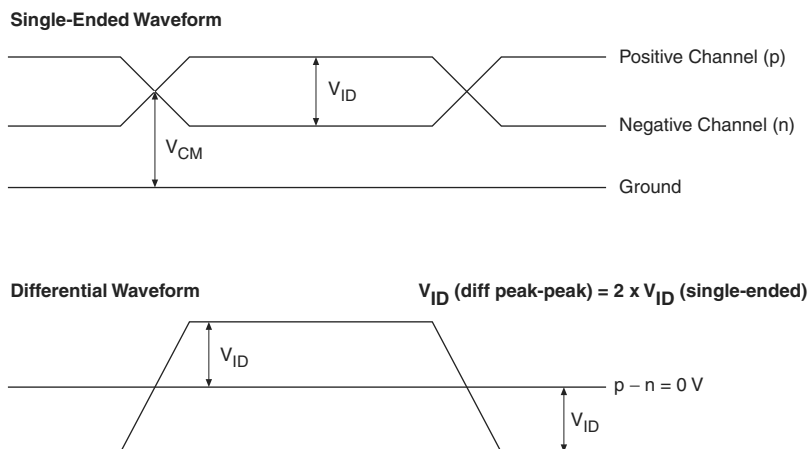 Single-Ended Waveform
Positive Channel (p)
V_ID
Negative Channel (n)
V_CM
Ground
Differential Waveform
V_ID (diff peak-peak) = 2 x V_ID (single-ended)
V_ID
p − n = 0 V
V_ID